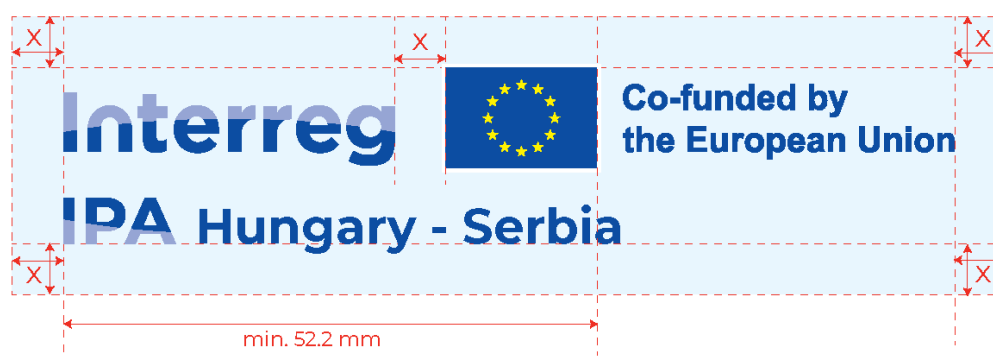 X X X
Interreg
Co-funded by
the European Union
IPA Hungary - Serbia
X X
min. 52.2 mm